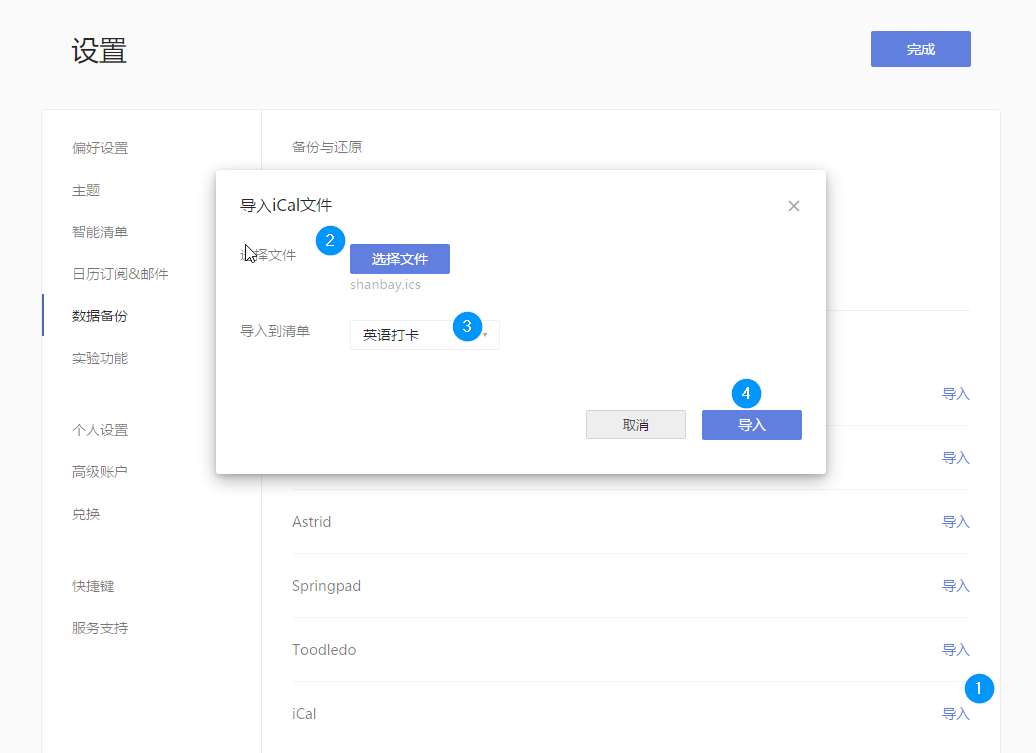 设置
完成
偏好设置
主题
智能清单
日历订阅&邮件
数据备份
实验功能
个人设置
高级账户
兑换
快捷键
服务支持
备份与还原
导入iCal文件
选择文件
2
选择文件
shanbay.ics
导入到清单
英语打卡
3
4
取消
导入
导入
导入
Astrid
导入
Springpad
导入
Toodledo
导入
1
iCal
导入